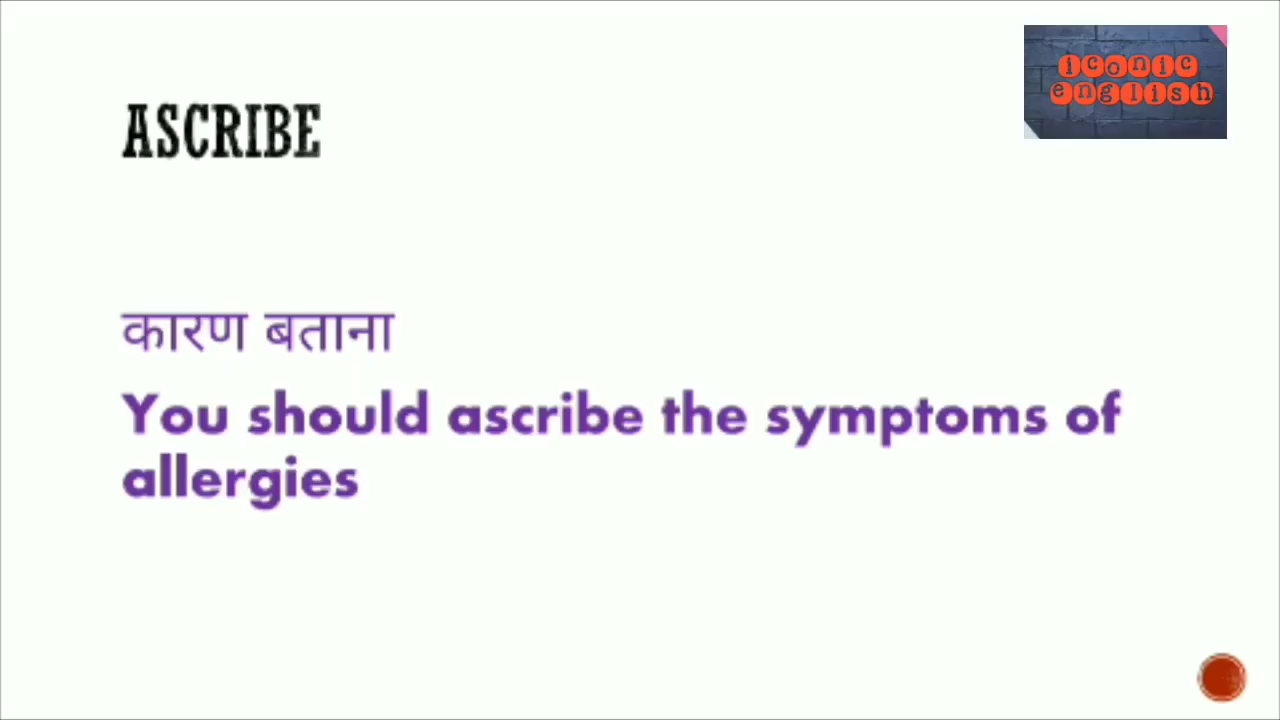 iconic
english
ASCRIBE
कारण बताना
You should ascribe the symptoms of
allergies